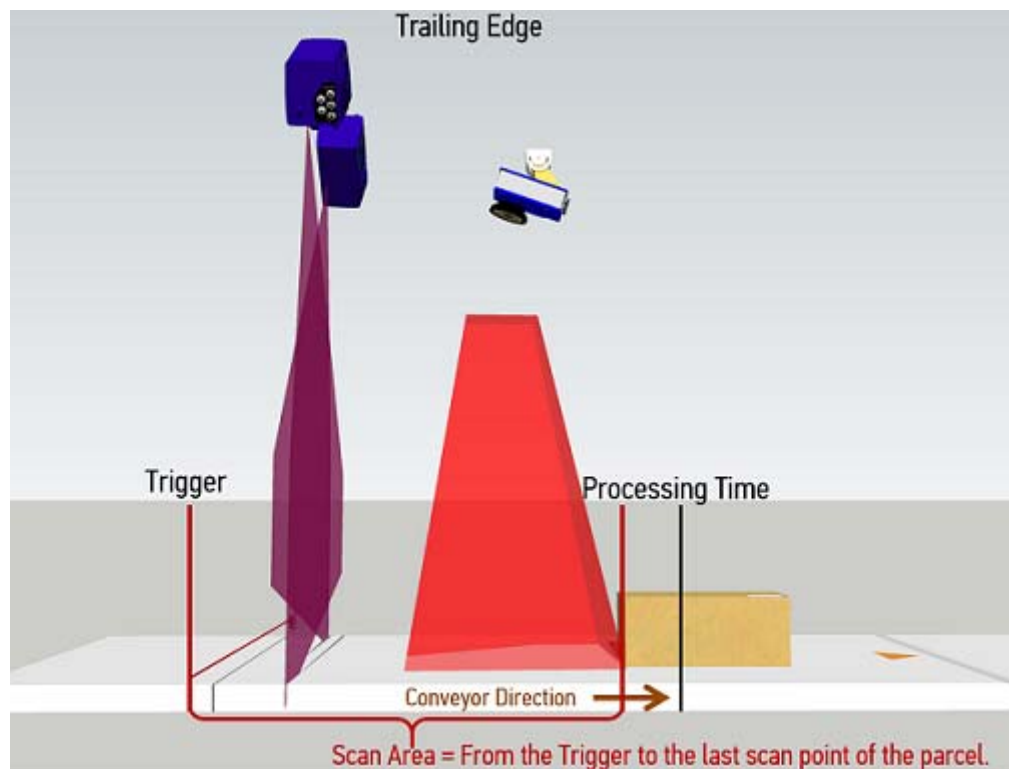 Trailing Edge
Trigger
Processing Time
Conveyor Direction
Scan Area = From the Trigger to the last scan point of the parcel.